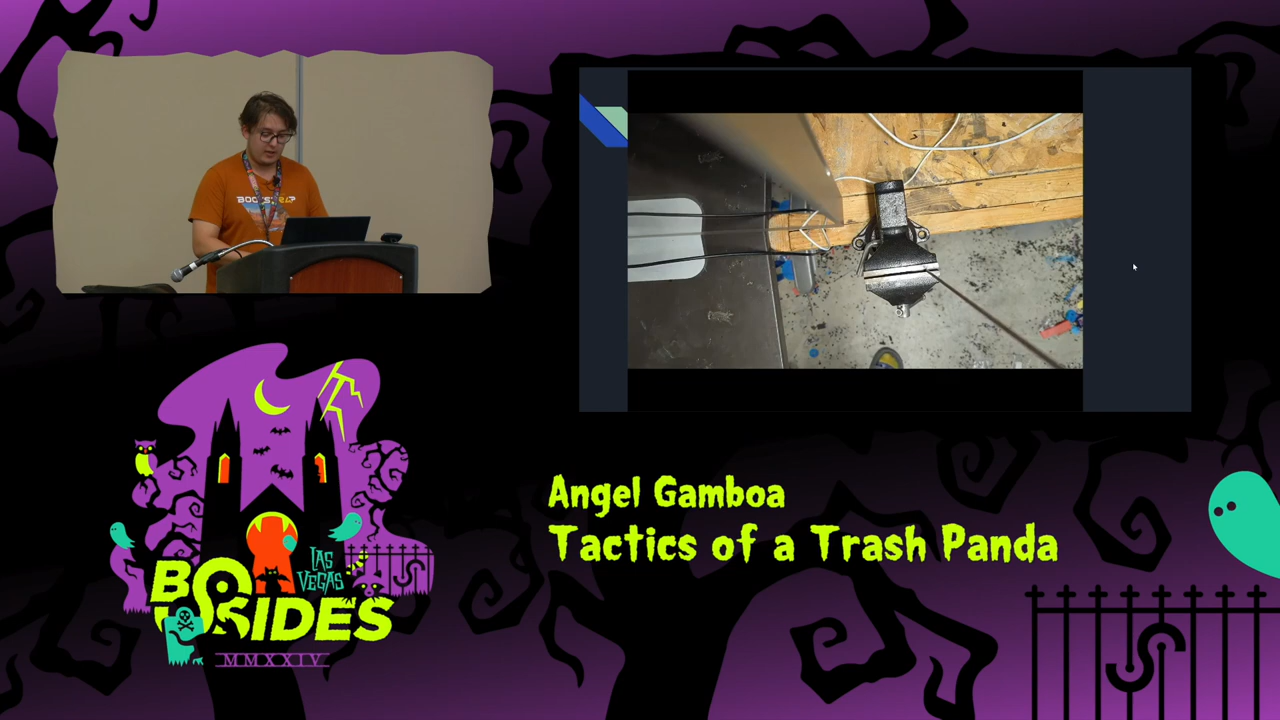 Angel Gamboa
Tactics of a Trash Panda
LAS
VEGAS
BSIDES
MMXXIV